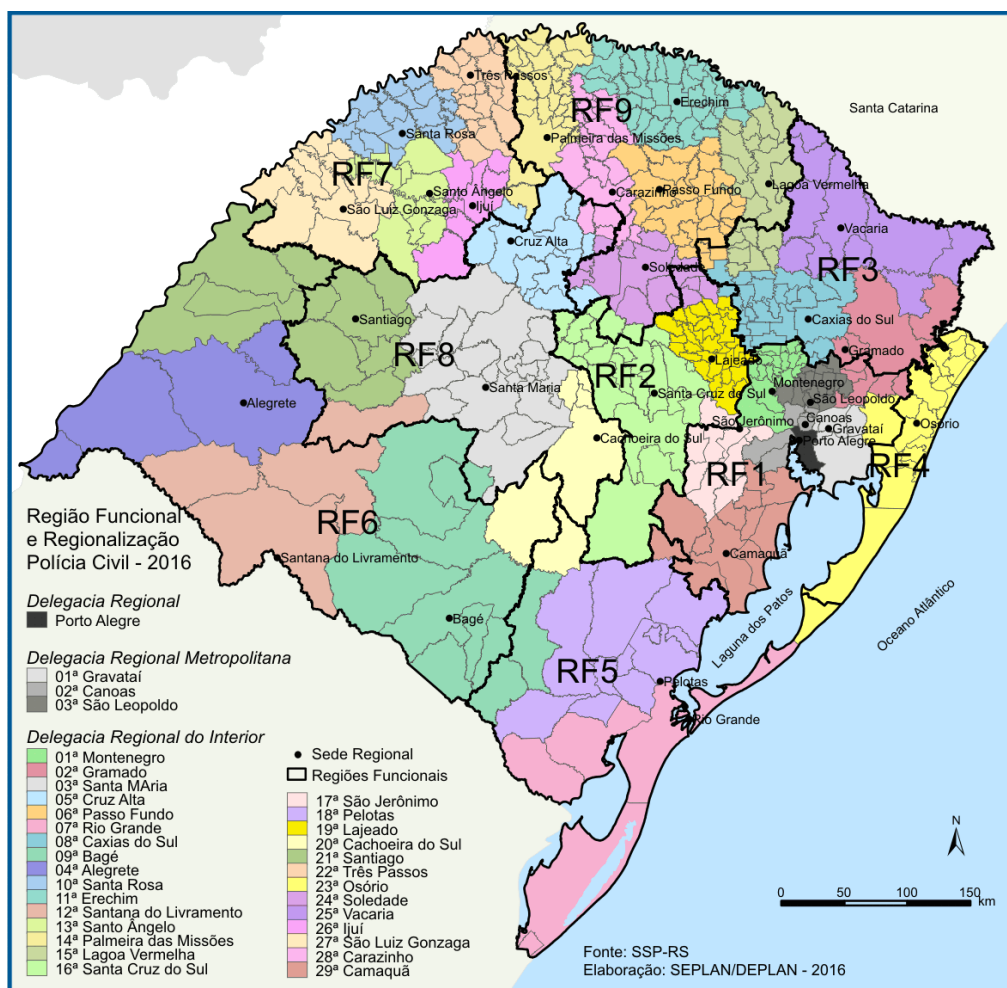 Três Passos
RF9
Erechim
Santa Catarina
Santa Rosa
Palmeira das Missões
RF7
Santo Ângelo
Ijuí
Carazinho
Passo Fundo
Lagoa Vermelha
São Luiz Gonzaga
Vacaria
Cruz Alta
Soledade
RF3
Santiago
Caxias do Sul
RF8
RF2
Lajeado
Gramado
Santa Maria
Santa Cruz de Sul
Montenegro
Alegrete
São Leopoldo
São Jerônimo
Canoas
Gravataí
Osório
Cachoeira do Sul
Porto Alegre
RF1
RF4
RF6
Santana do Livramento
Camaquã
Bagé
Laguna dos Patos
Oceano Atlântico
RF5
Pelotas
Rio Grande
Região Funcional
e Regionalização
Polícia Civil - 2016
Delegacia Regional
Porto Alegre
Delegacia Regional Metropolitana
01ª Gravataí
02ª Canoas
03ª São Leopoldo
Delegacia Regional do Interior
01ª Montenegro
02ª Gramado
03ª Santa MAria
05ª Cruz Alta
06ª Passo Fundo
07ª Rio Grande
08ª Caxias do Sul
09ª Bagé
04ª Alegrete
10ª Santa Rosa
11ª Erechim
12ª Santana do Livramento
13ª Santo Ângelo
14ª Palmeira das Missões
15ª Lagoa Vermelha
16ª Santa Cruz do Sul
Sede Regional
Regiões Funcionais
17ª São Jerônimo
18ª Pelotas
19ª Lajeado
20ª Cachoeira do Sul
21ª Santiago
22ª Três Passos
23ª Osório
24ª Soledade
25ª Vacaria
26ª Ijuí
27ª São Luiz Gonzaga
28ª Carazinho
29ª Camaquã
N
0 50 100 150
km
Fonte: SSP-RS
Elaboração: SEPLAN/DEPLAN - 2016